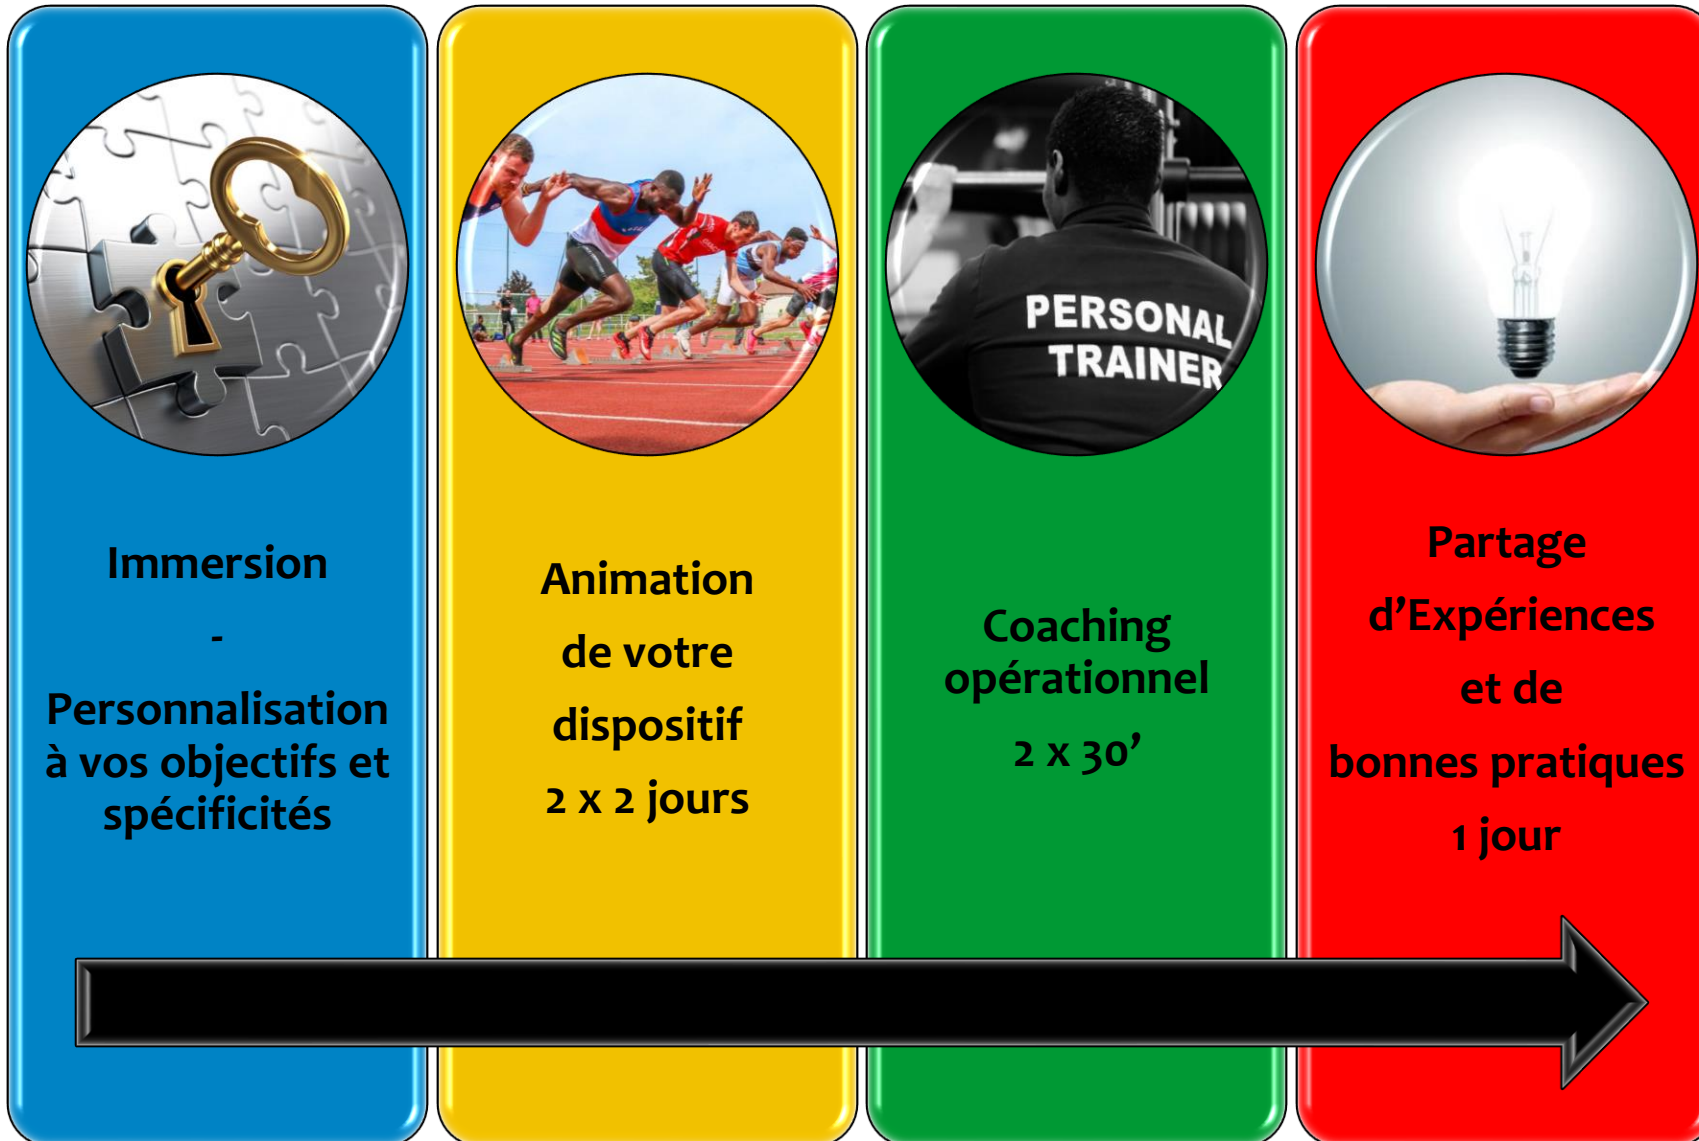 PERSONAL
TRAINER
Immersion
-
Personnalisation
à vos objectifs et
spécificités
Animation
de votre
dispositif
2 x 2 jours
Coaching
opérationnel
2 x 30’
Partage
d’Expériences
et de
bonnes pratiques
1 jour